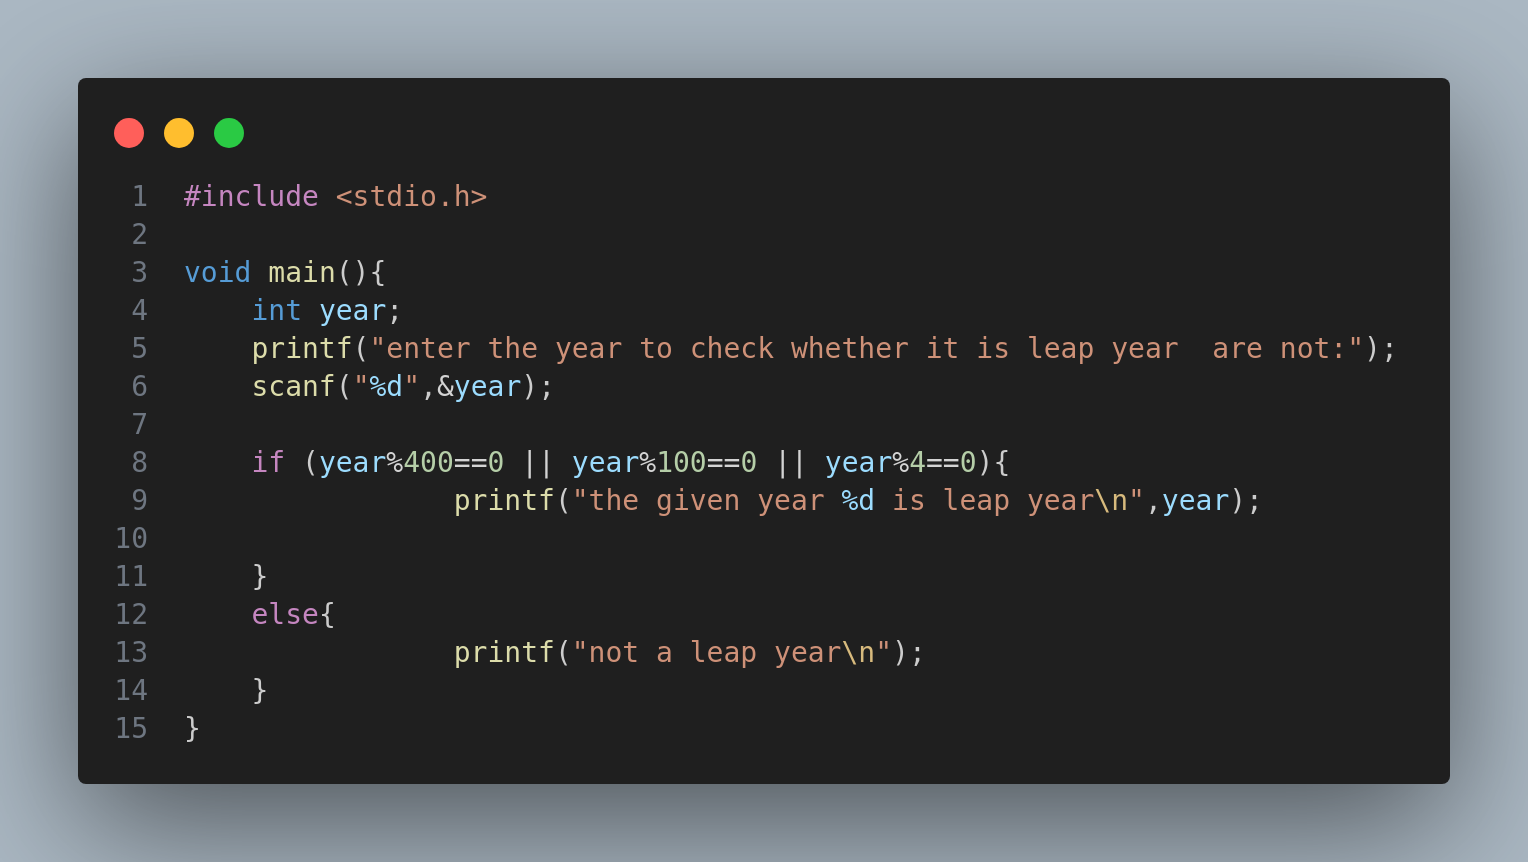 1 #include <stdio.h>
2
3 void main(){
4     int year;
5     printf("enter the year to check whether it is leap year  are not:");
6     scanf("%d",&year);
7
8     if (year%400==0 || year%100==0 || year%4==0){
9                 printf("the given year %d is leap year\n",year);
10
11     }
12     else{
13                 printf("not a leap year\n");
14     }
15 }